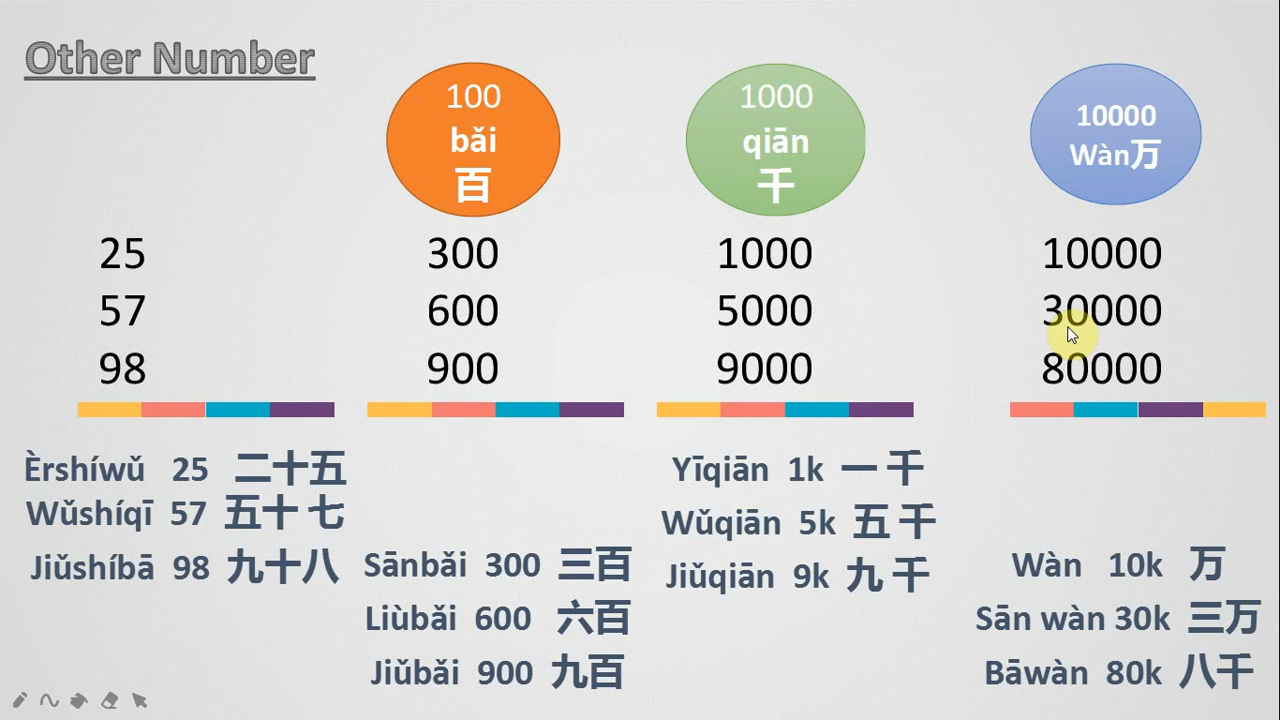 Other Number
100
bǎi
百
1000
qiān
千
10000
Wàn万
25
57
98
300
600
900
1000
5000
9000
10000
30000
80000
Èrshíwǔ 25 二十五
Wǔshíqī 57 五十 七
Jiǔshíbā 98 九十八
Sānbǎi 300 三百
Liùbǎi 600 六百
Jiǔbǎi 900 九百
Yīqiān 1k 一 千
Wǔqiān 5k 五 千
Jiǔqiān 9k 九 千
Wàn 10k 万
Sān wàn 30k 三万
Bāwàn 80k 八千